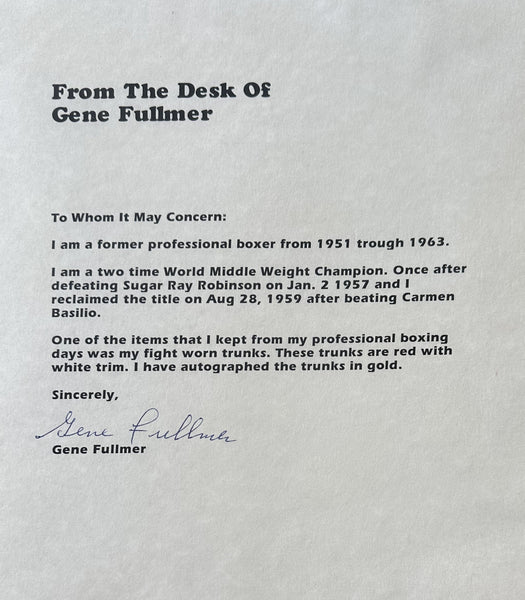 From The Desk Of
Gene Fullmer
To Whom It May Concern:
I am a former professional boxer from 1951 trough 1963.
I am a two time World Middle Weight Champion. Once after
defeating Sugar Ray Robinson on Jan. 2 1957 and I
reclaimed the title on Aug 28, 1959 after beating Carmen
Basilio.
One of the items that I kept from my professional boxing
days was my fight worn trunks. These trunks are red with
white trim. I have autographed the trunks in gold.
Sincerely,
Gene Fullmer
Gene Fullmer